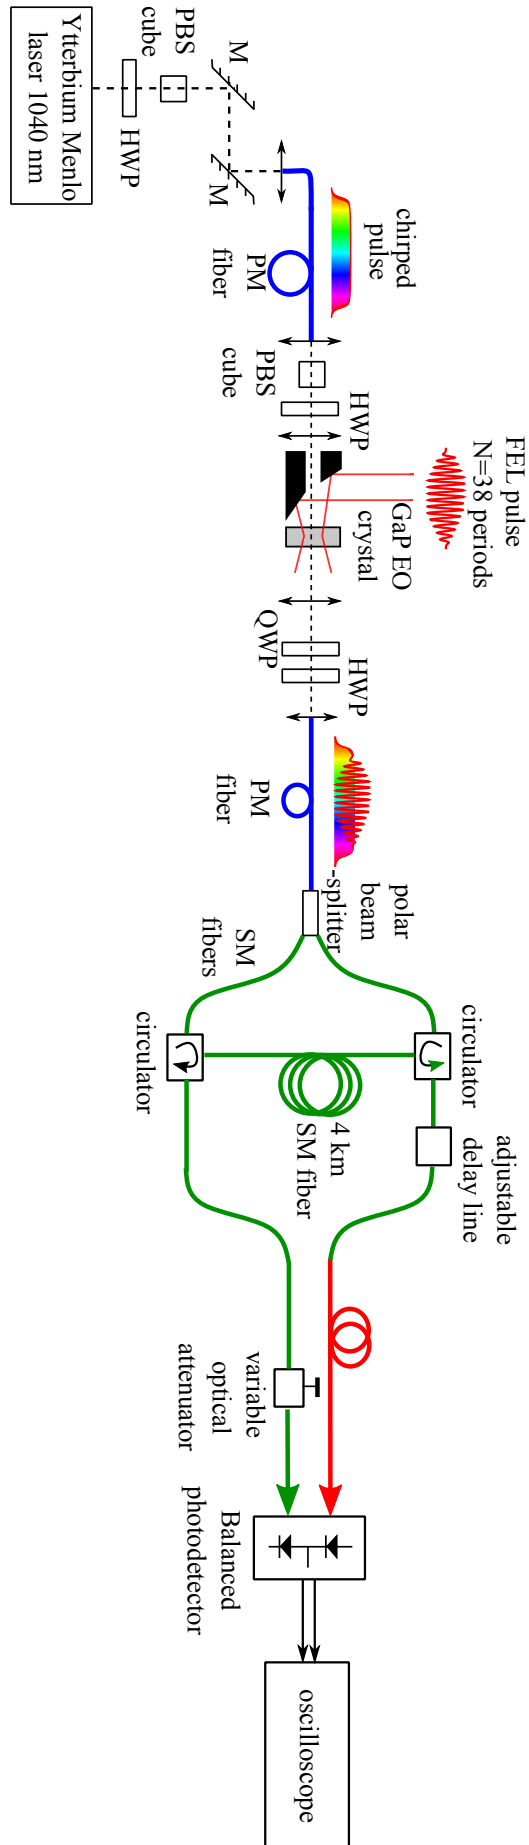 Ytterbium Menlo
laser 1040 nm
HWP
PBS
cube
M
M
chirped
pulse
PM
fiber
PBS
cube
HWP
FEL pulse
N=38 periods
GaP EO
crystal
QWP
HWP
PM
fiber
polar
beam
-splitter
SM
fibers
circulator
circulator
4 km
SM fiber
adjustable
delay line
variable
optical
attenuator
Balanced
photodetector
oscilloscope